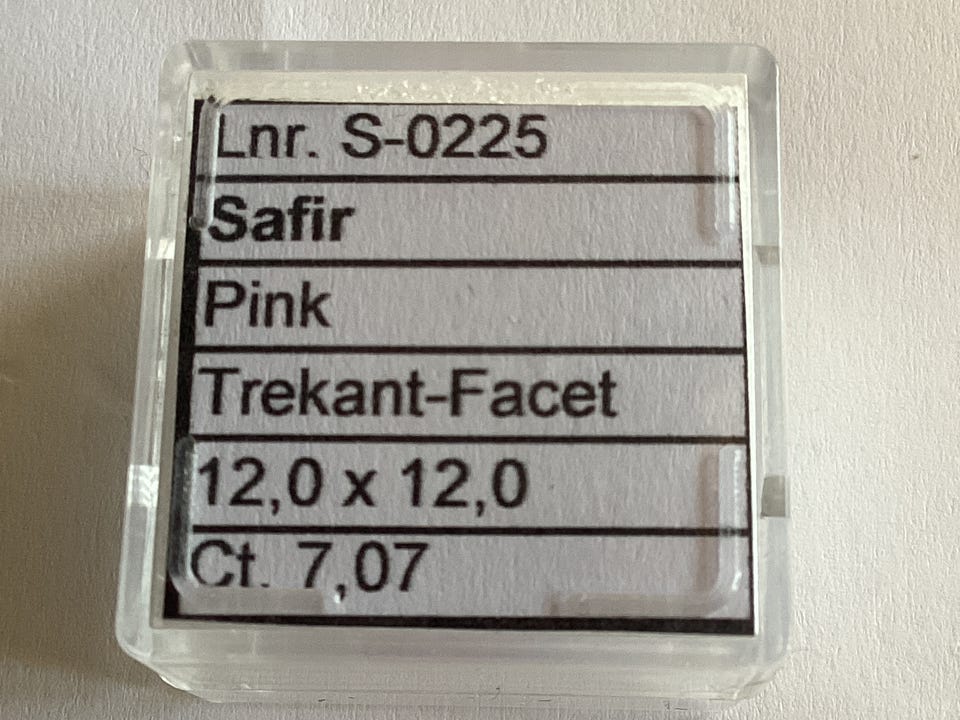 Lnr. S-0225
Safir
Pink
Trekant-Facet
12,0 x 12,0
Ct. 7,07